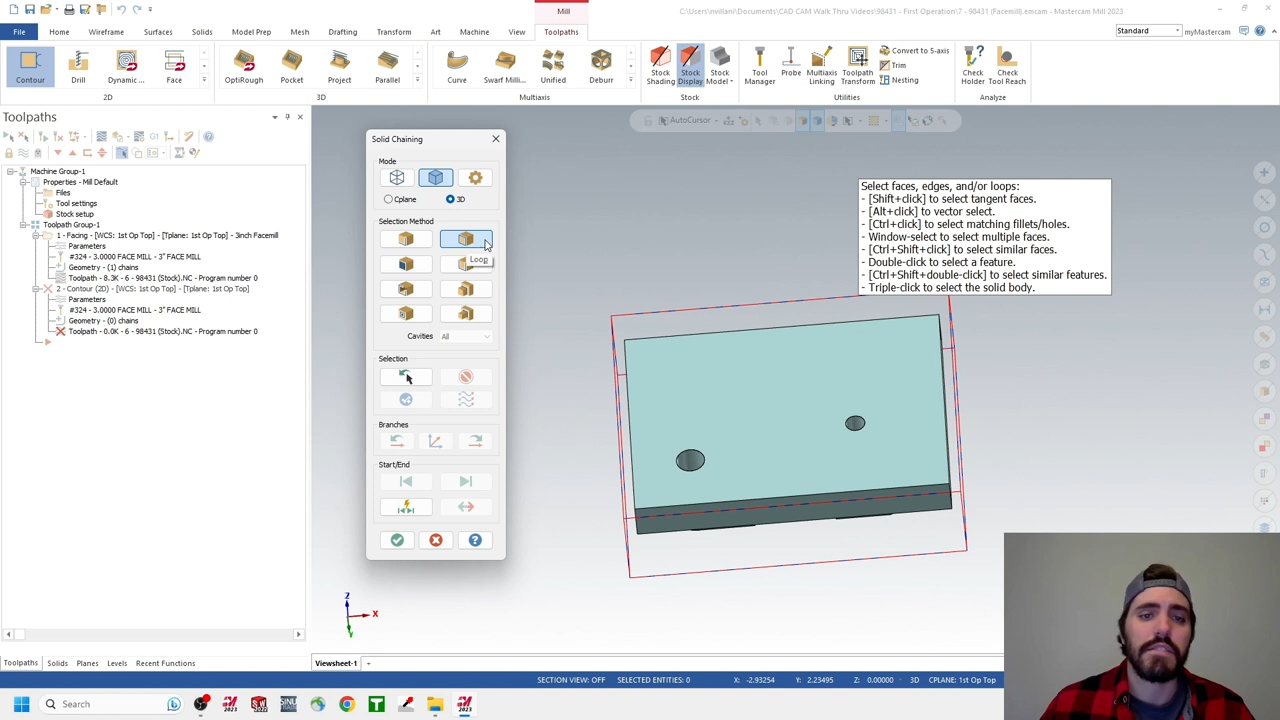 Mill
C:\Users\nvillani\Documents\CAD CAM Walk Thru Videos\98431 - First Operation\7 - 98431 (Facemill).emcam - Mastercam Mill 2023
File
Home
Wireframe
Surfaces
Solids
Model Prep
Mesh
Drafting
Transform
Art
Machine
View
Toolpaths
Standard
myMastercam
Contour
Drill
Dynamic ...
Face
2D
OptiRough
Pocket
Project
Parallel
3D
Curve
Swarf Milli...
Unified
Deburr
Multiaxis
Stock Shading
Stock Display
Stock Model
Stock
Tool Manager
Probe
Multiaxis Linking
Toolpath Transform
Convert to 5-axis
Trim
Nesting
Utilities
Check Holder
Check Tool Reach
Analyze
Toolpaths
Machine Group-1
Properties - Mill Default
Files
Tool settings
Stock setup
Toolpath Group-1
1 - Facing - [WCS: 1st Op Top] - [Tplane: 1st Op Top] - 3inch Facemill
Parameters
#324 - 3.0000 FACE MILL - 3" FACE MILL
Geometry - (1) chains
Toolpath - 8.3K - 6 - 98431 (Stock).NC - Program number 0
2 - Contour (2D) - [WCS: 1st Op Top] - [Tplane: 1st Op Top]
Parameters
#324 - 3.0000 FACE MILL - 3" FACE MILL
Geometry - (0) chains
Toolpath - 0.0K - 6 - 98431 (Stock).NC - Program number 0
Solid Chaining
Mode
Cplane
3D
Selection Method
Loop
Cavities
All
Selection
Branches
Start/End
AutoCursor
Select faces, edges, and/or loops:
- [Shift+click] to select tangent faces.
- [Alt+click] to vector select.
- [Ctrl+click] to select matching fillets/holes.
- Window-select to select multiple faces.
- [Ctrl+Shift+click] to select similar faces.
- Double-click to select a feature.
- [Ctrl+Shift+double-click] to select similar features.
- Triple-click to select the solid body.
Z
X
Y
Toolpaths
Solids
Planes
Levels
Recent Functions
Viewsheet-1
+
SECTION VIEW: OFF
SELECTED ENTITIES: 0
X: -2.93254
Y: 2.23495
Z: 0.00000
3D
CPLANE: 1st Op Top
Search
2023
2023